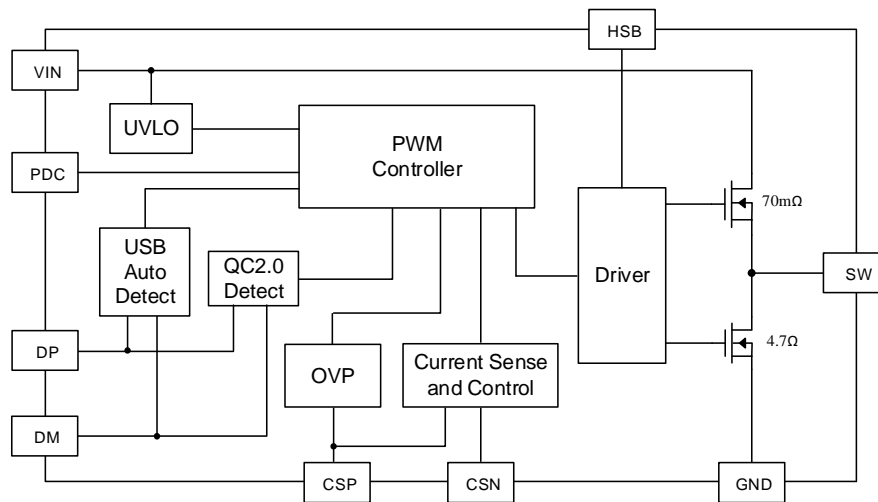 HSB
VIN
UVLO
PWM
Controller
PDC
70mΩ
USB
Auto
Detect
QC2.0
Detect
Driver
SW
DP
OVP
Current Sense
and Control
4.7Ω
DM
CSP
CSN
GND